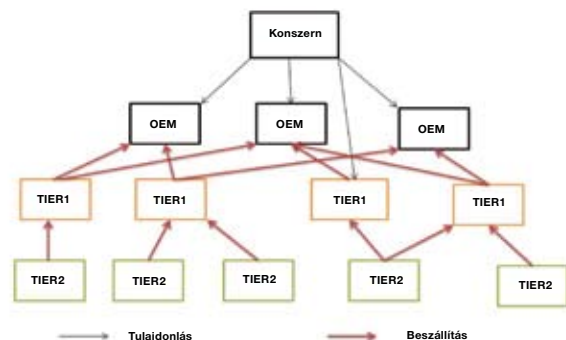 Konszern
OEM
OEM
OEM
TIER1
TIER1
TIER1
TIER1
TIER2
TIER2
TIER2
TIER2
TIER2
Tulaidonlás
Beszállítás